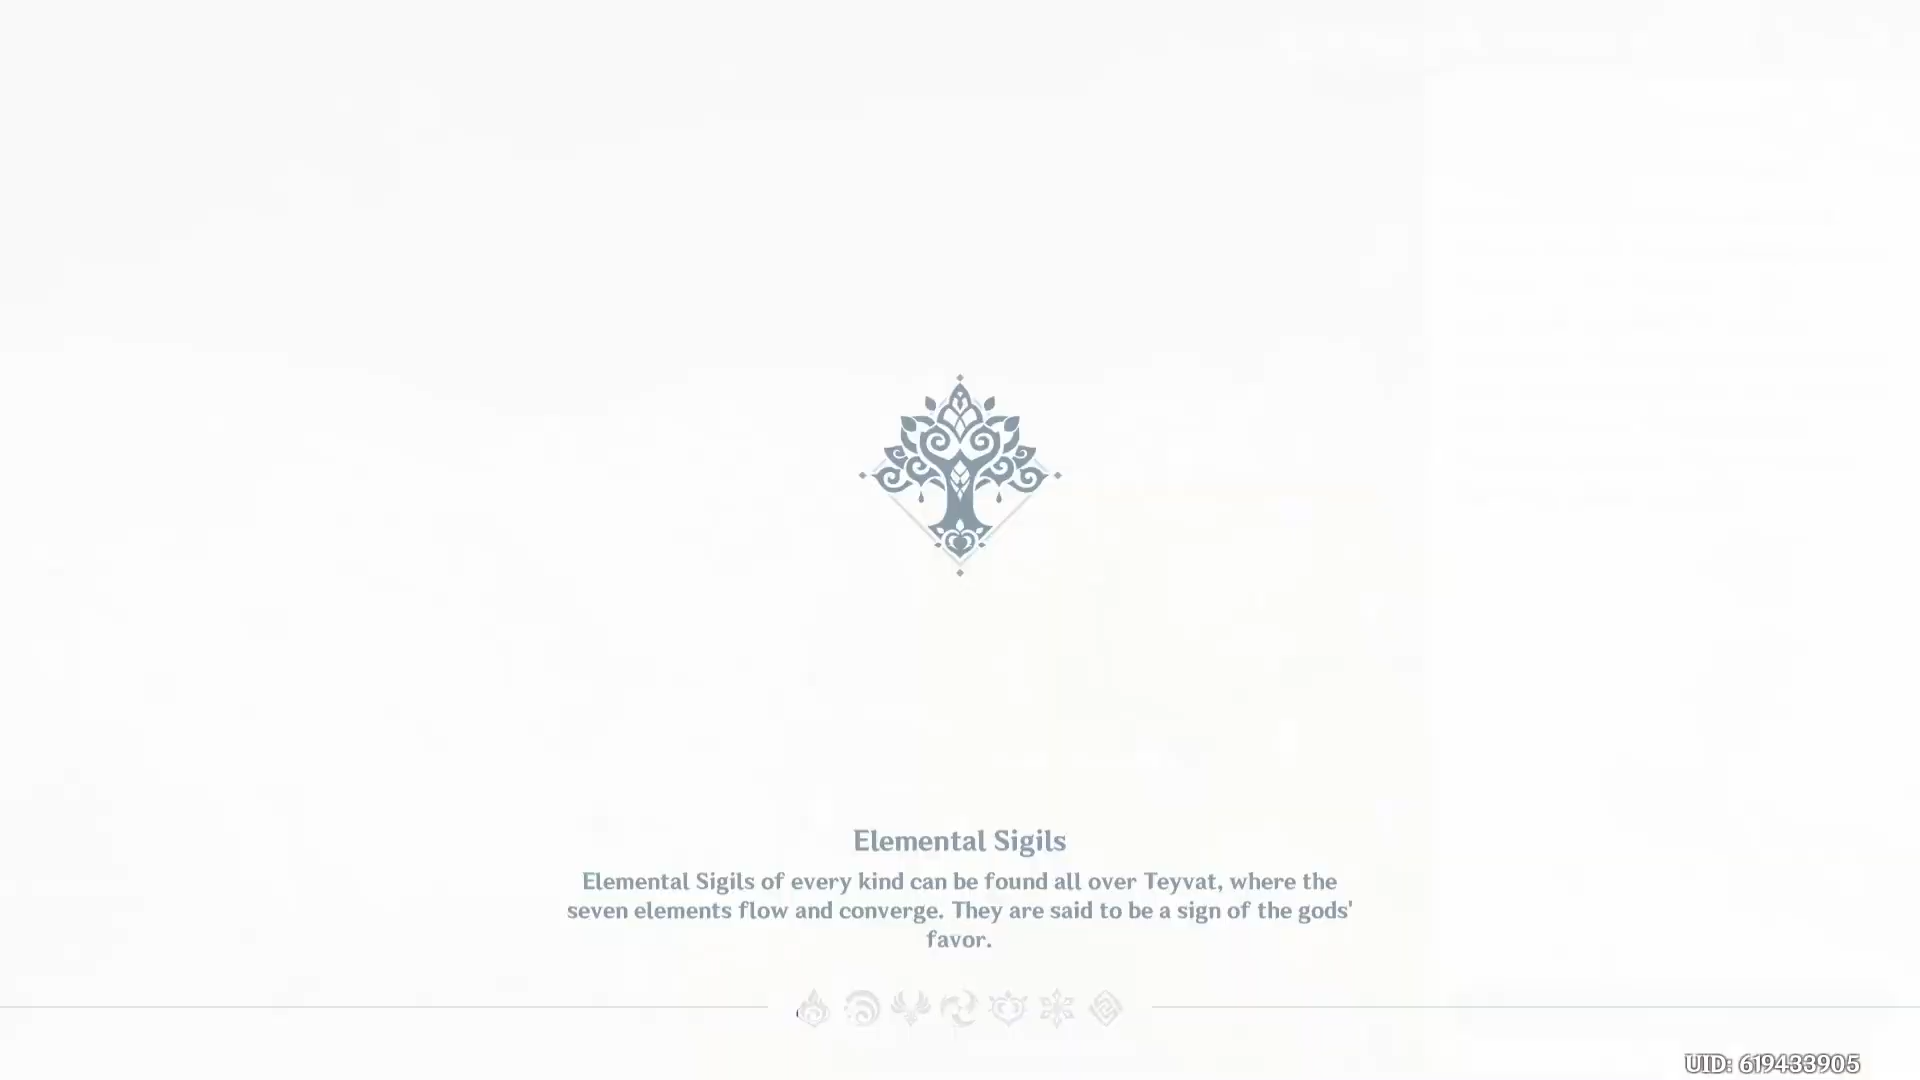 Elemental Sigils
Elemental Sigils of every kind can be found all over Teyvat, where the
seven elements flow and converge. They are said to be a sign of the gods'
favor.
UID: 619433905